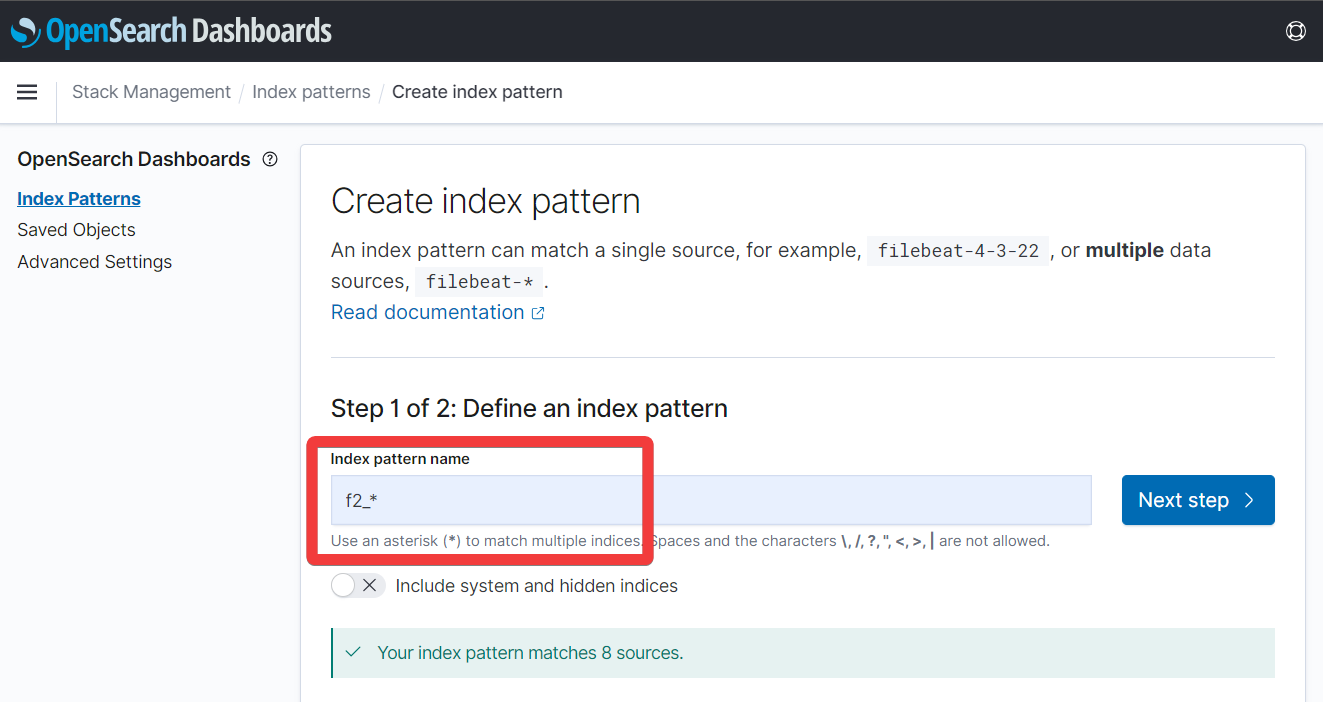 OpenSearch Dashboards
Stack Management / Index patterns / Create index pattern
OpenSearch Dashboards
Index Patterns
Saved Objects
Advanced Settings
Create index pattern
An index pattern can match a single source, for example, filebeat-4-3-22 , or multiple data
sources, filebeat-* .
Read documentation
Step 1 of 2: Define an index pattern
Index pattern name
f2_*
Next step
Use an asterisk (*) to match multiple indices. Spaces and the characters \, /, ?, ", <, >, | are not allowed.
Include system and hidden indices
Your index pattern matches 8 sources.